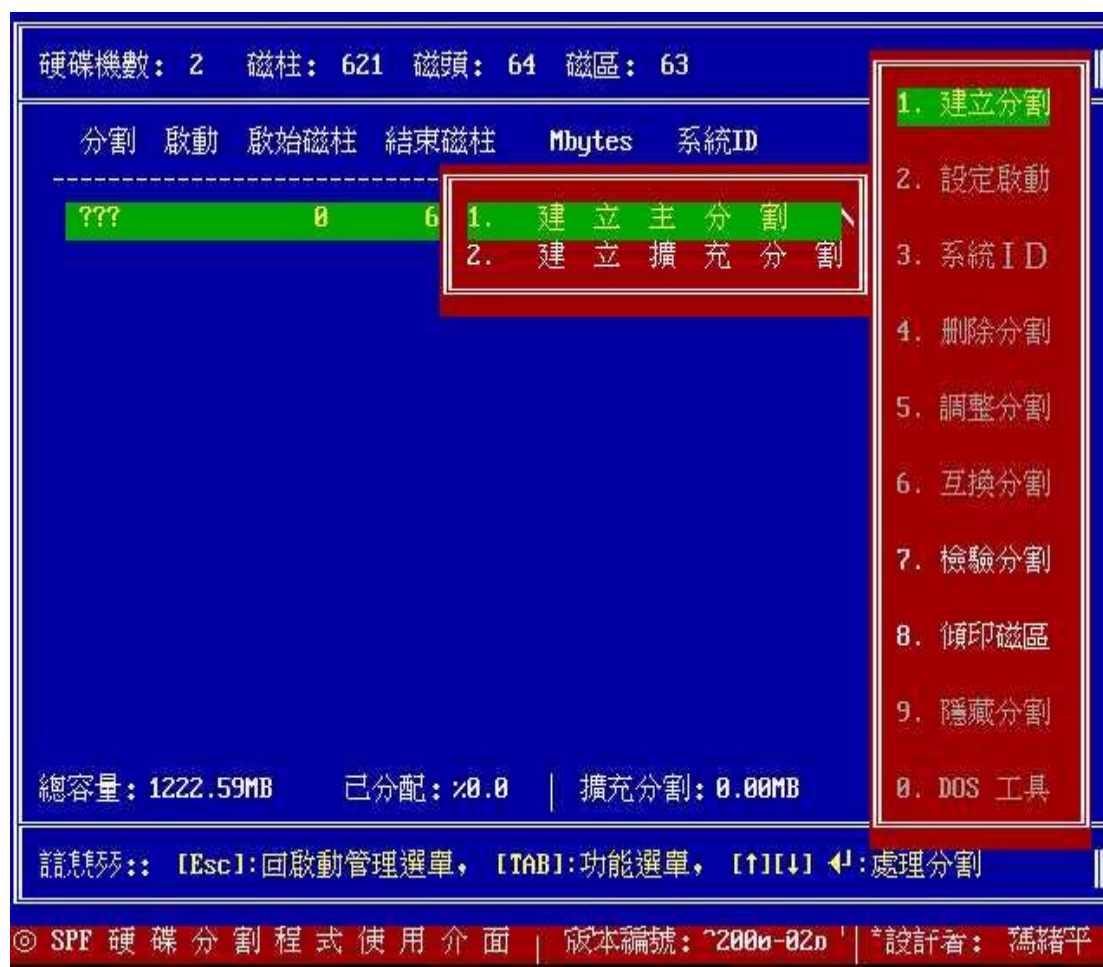 硬碟機數: 2 磁柱: 621 磁頭: 64 磁區: 63
分割 啟動 啟始磁柱 結束磁柱 Mbytes 系統ID
??? 0 6
1. 建立主分割
2. 建立擴充分割
1. 建立分割
2. 設定啟動
3. 系統ID
4. 刪除分割
5. 調整分割
6. 互換分割
7. 檢驗分割
8. 傾印磁區
9. 隱藏分割
0. DOS 工具
總容量: 1222.59MB 已分配: %0.0 | 擴充分割: 0.00MB
[Esc]:回啟動管理選單, [TAB]:功能選單, [↑][↓] ↵:處理分割
◎ SPF 硬碟分割程式使用介面 | 版本編號: | 設計者: